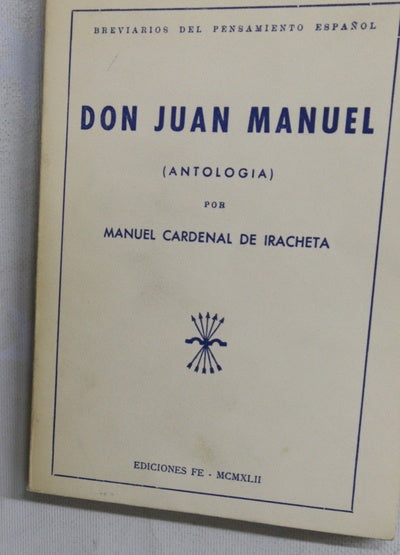 BREVIARIOS DEL PENSAMIENTO ESPAÑOL
DON JUAN MANUEL
(ANTOLOGIA)
POR
MANUEL CARDENAL DE IRACHETA
EDICIONES FE - MCMXLII